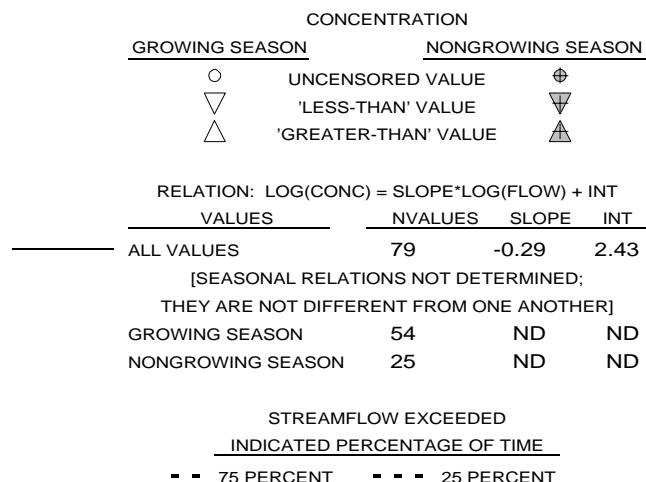 CONCENTRATION
GROWING SEASON NONGROWING SEASON
UNCENSORED VALUE
'LESS-THAN' VALUE
'GREATER-THAN' VALUE
RELATION: LOG(CONC) = SLOPE*LOG(FLOW) + INT
VALUES NVALUES SLOPE INT
ALL VALUES 79 -0.29 2.43
[SEASONAL RELATIONS NOT DETERMINED;
THEY ARE NOT DIFFERENT FROM ONE ANOTHER]
GROWING SEASON 54 ND ND
NONGROWING SEASON 25 ND ND
STREAMFLOW EXCEEDED
INDICATED PERCENTAGE OF TIME
75 PERCENT 25 PERCENT